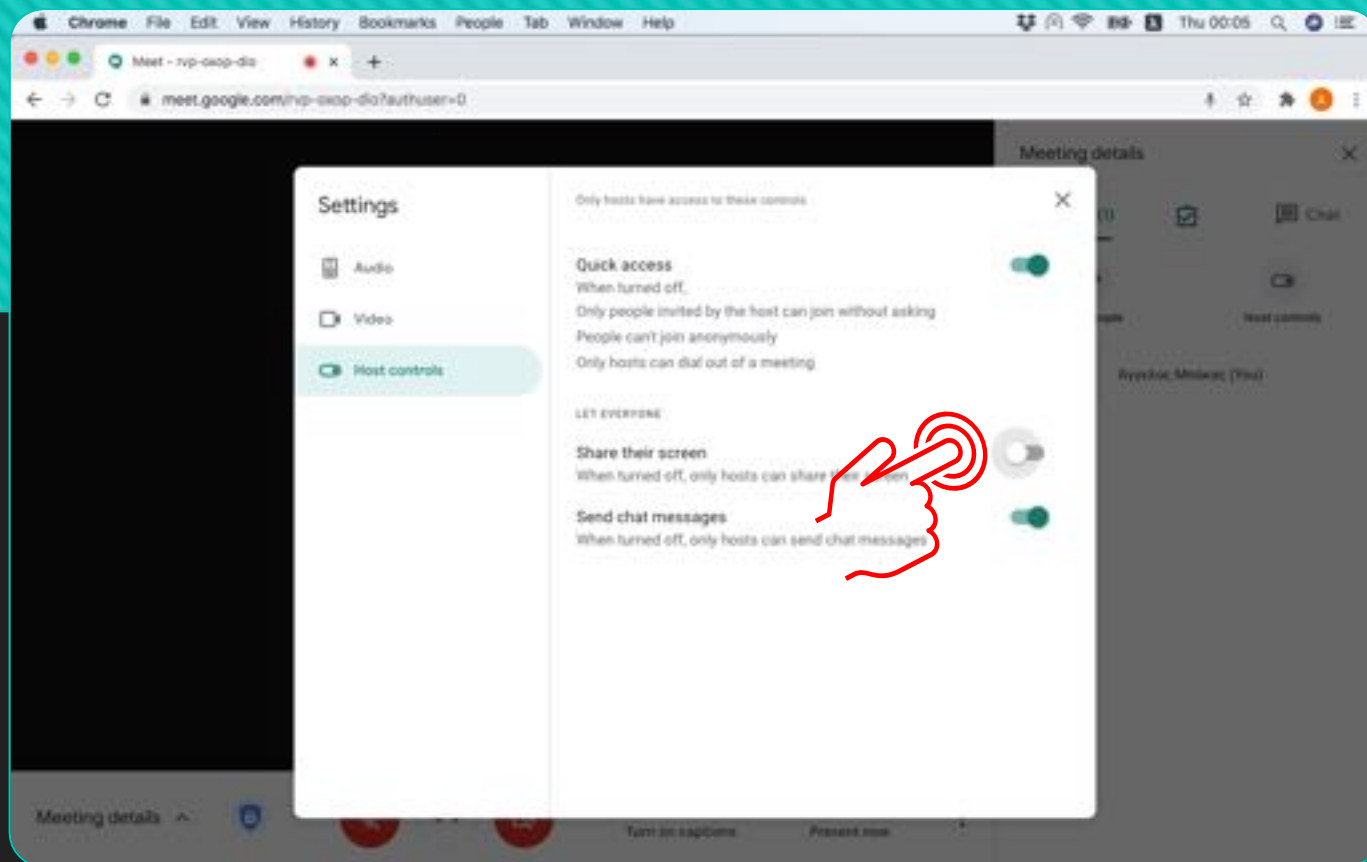 Chrome File Edit View History Bookmarks People Tab Window Help Thu 00:05
Meet - rvp-oxop-dio
meet.google.com/rvp-oxop-dio?authuser=0
Meeting details
Settings
Only hosts have access to these controls
(1)
Chat
Audio
Quick access
When turned off,
Only people invited by the host can join without asking
Video
People can't join anonymously
Host controls
Host controls
Only hosts can dial out of a meeting
(You)
LET EVERYONE
Share their screen
When turned off, only hosts can share their screen
Send chat messages
When turned off, only hosts can send chat messages
Meeting details
Turn on captions
Present now